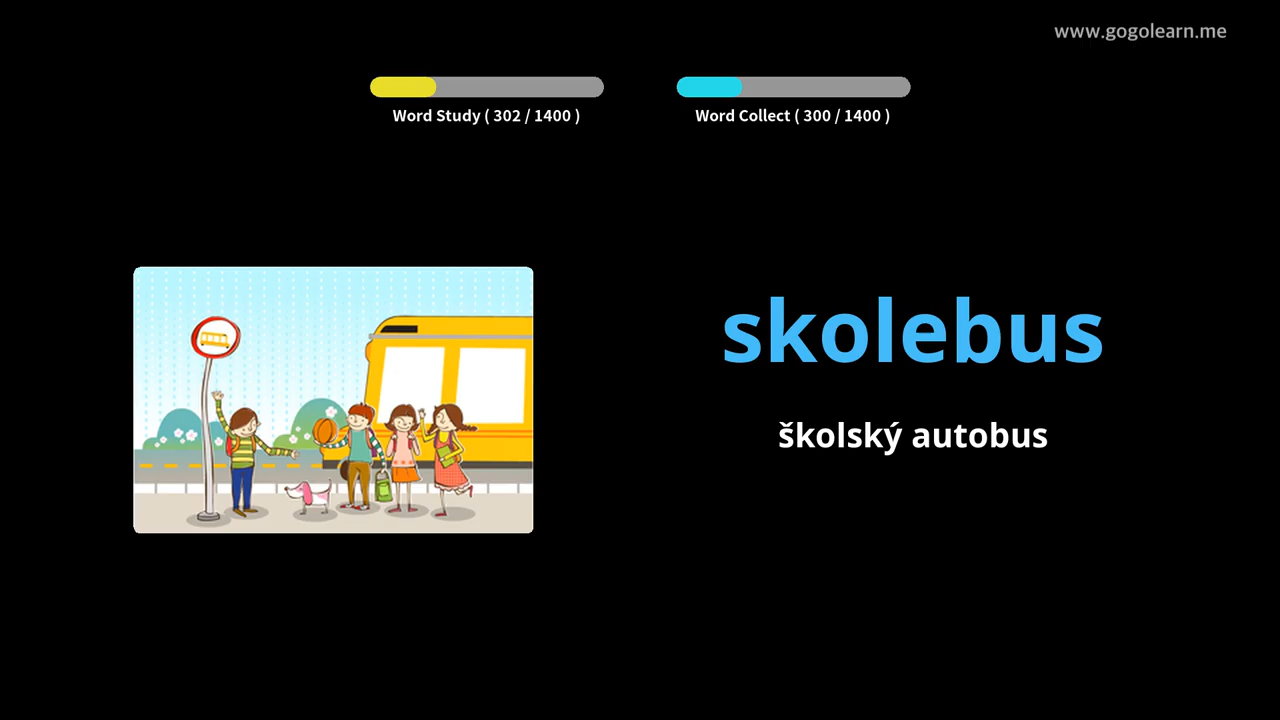 www.gogolearn.me
Word Study ( 302 / 1400 )
Word Collect ( 300 / 1400 )
skolebus
školský autobus